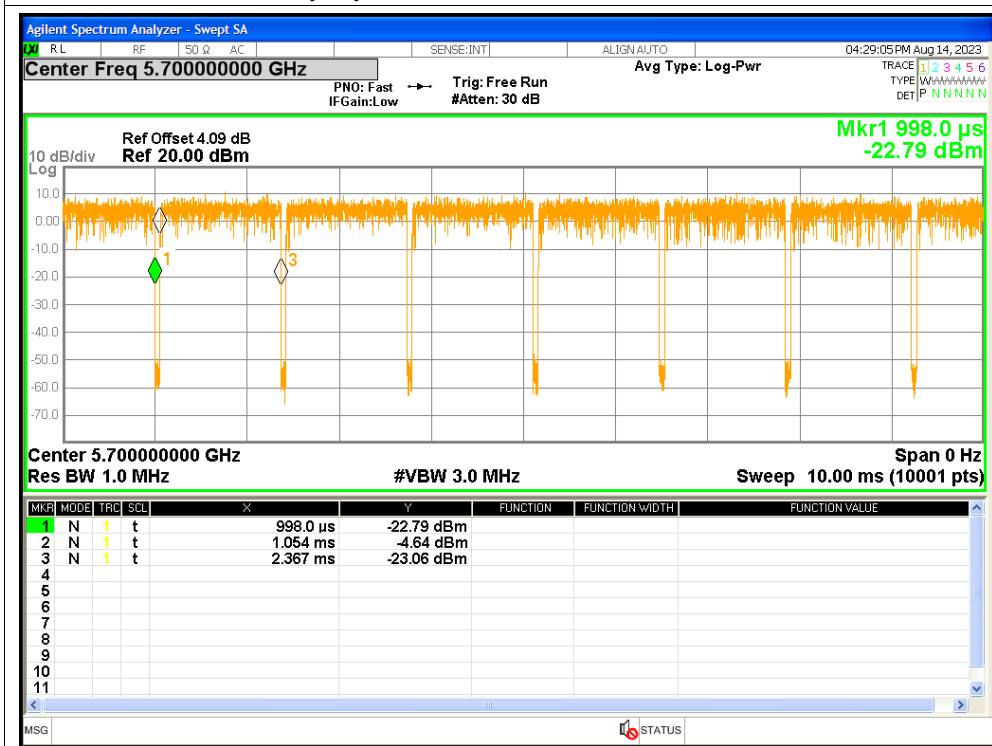 Agilent Spectrum Analyzer - Swept SA
LXI RL RF 50 Ω AC SENSE:INT ALIGN AUTO 04:29:05 PM Aug 14, 2023
Center Freq 5.700000000 GHz Avg Type: Log-Pwr TRACE 1 2 3 4 5 6
PNO: Fast Trig: Free Run TYPE WWWWWW
IFGain:Low #Atten: 30 dB DET P N N N N N
Mkr1 998.0 µs
Ref Offset 4.09 dB
10 dB/div Ref 20.00 dBm -22.79 dBm
Log
10.0
0.00
-10.0
1 3
-20.0
-30.0
-40.0
-50.0
-60.0
-70.0
Center 5.700000000 GHz Span 0 Hz
Res BW 1.0 MHz #VBW 3.0 MHz Sweep 10.00 ms (10001 pts)
MKR MODE TRC SCL X Y FUNCTION FUNCTION WIDTH FUNCTION VALUE
1 N 1 t 998.0 µs -22.79 dBm
2 N 1 t 1.054 ms -4.64 dBm
3 N 1 t 2.367 ms -23.06 dBm
4
5
6
7
8
9
10
11
MSG STATUS